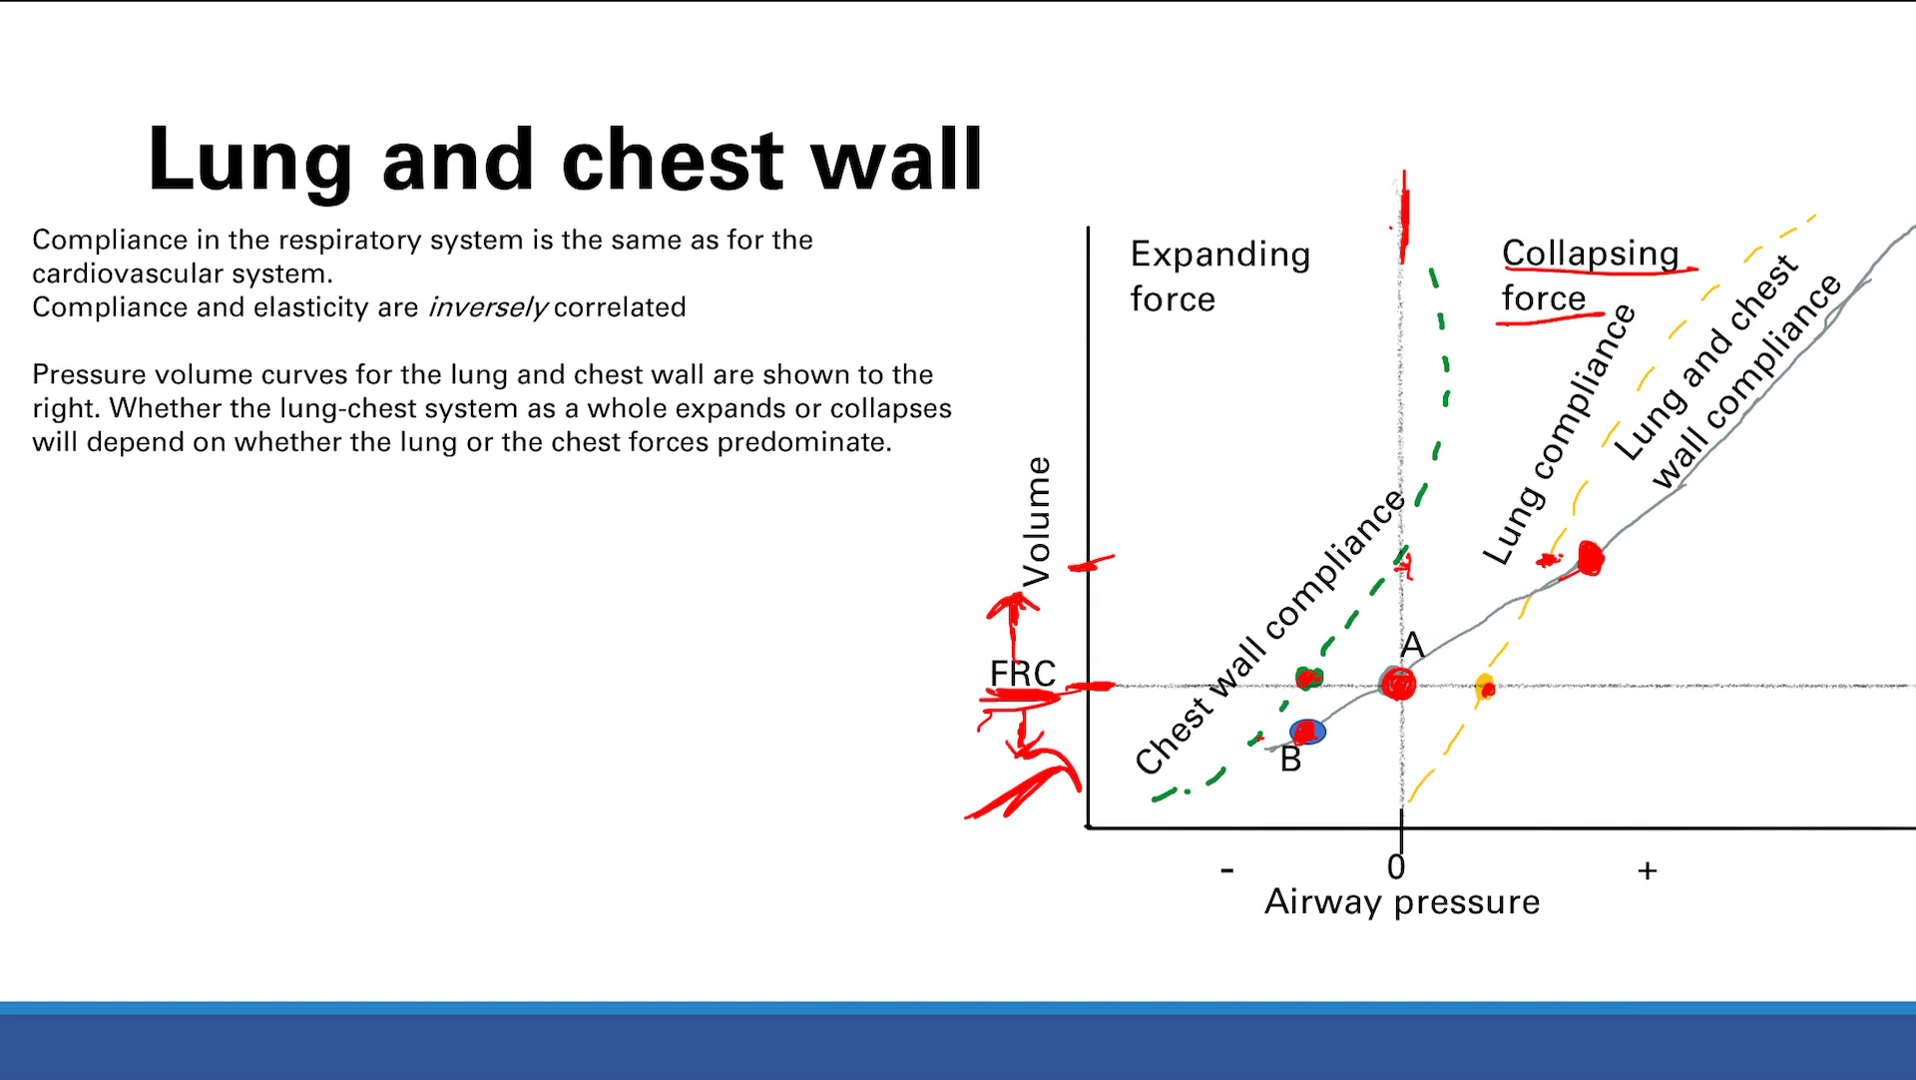 Lung and chest wall
Compliance in the respiratory system is the same as for the
cardiovascular system.
Compliance and elasticity are inversely correlated
Pressure volume curves for the lung and chest wall are shown to the
right. Whether the lung-chest system as a whole expands or collapses
will depend on whether the lung or the chest forces predominate.
Expanding
force
Collapsing
force
Volume
FRC
Chest wall compliance
Lung compliance
Lung and chest
wall compliance
A
B
-
0
+
Airway pressure